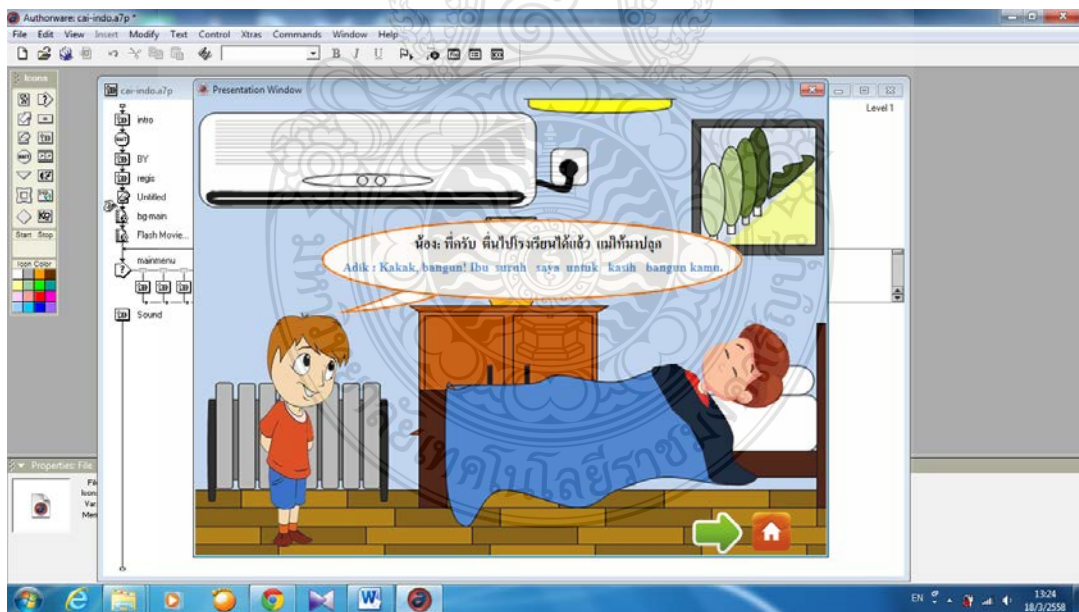 Authorware: cai-indo.a7p *
File Edit View Insert Modify Text Control Xtras Commands Window Help
B I U
Icons
Start Stop
Icon Color
cai-indo.a7p
Level 1
intro
BY
regis
Untitled
bg-main
Flash Movie...
mainmenu
Sound
Presentation Window
น้อง: พี่ครับ ตื่นไปโรงเรียนได้แล้ว แม่ให้มาปลุก
Adik : Kakak, bangun! Ibu suruh saya untuk kasih bangun kamu.
Properties: File
EN
13:24
18/3/2558